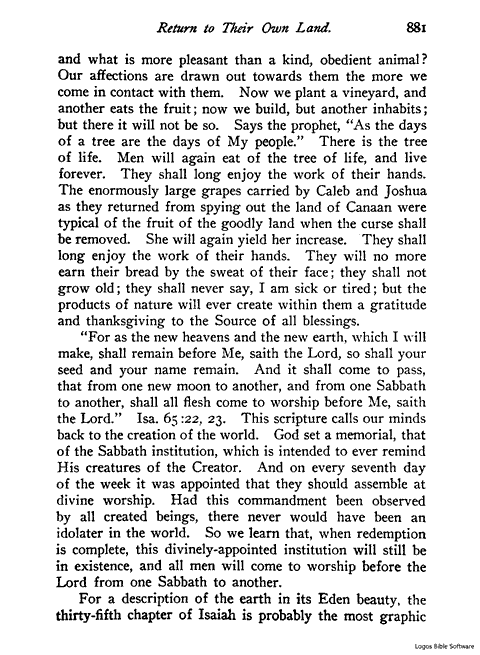 Return to Their Own Land. 881
and what is more pleasant than a kind, obedient animal?
Our affections are drawn out towards them the more we
come in contact with them. Now we plant a vineyard, and
another eats the fruit; now we build, but another inhabits;
but there it will not be so. Says the prophet, "As the days
of a tree are the days of My people." There is the tree
of life. Men will again eat of the tree of life, and live
forever. They shall long enjoy the work of their hands.
The enormously large grapes carried by Caleb and Joshua
as they returned from spying out the land of Canaan were
typical of the fruit of the goodly land when the curse shall
be removed. She will again yield her increase. They shall
long enjoy the work of their hands. They will no more
earn their bread by the sweat of their face; they shall not
grow old; they shall never say, I am sick or tired; but the
products of nature will ever create within them a gratitude
and thanksgiving to the Source of all blessings.
"For as the new heavens and the new earth, which I will
make, shall remain before Me, saith the Lord, so shall your
seed and your name remain. And it shall come to pass,
that from one new moon to another, and from one Sabbath
to another, shall all flesh come to worship before Me, saith
the Lord." Isa. 65:22, 23. This scripture calls our minds
back to the creation of the world. God set a memorial, that
of the Sabbath institution, which is intended to ever remind
His creatures of the Creator. And on every seventh day
of the week it was appointed that they should assemble at
divine worship. Had this commandment been observed
by all created beings, there never would have been an
idolater in the world. So we learn that, when redemption
is complete, this divinely-appointed institution will still be
in existence, and all men will come to worship before the
Lord from one Sabbath to another.
For a description of the earth in its Eden beauty, the
thirty-fifth chapter of Isaiah is probably the most graphic
Logos Bible Software